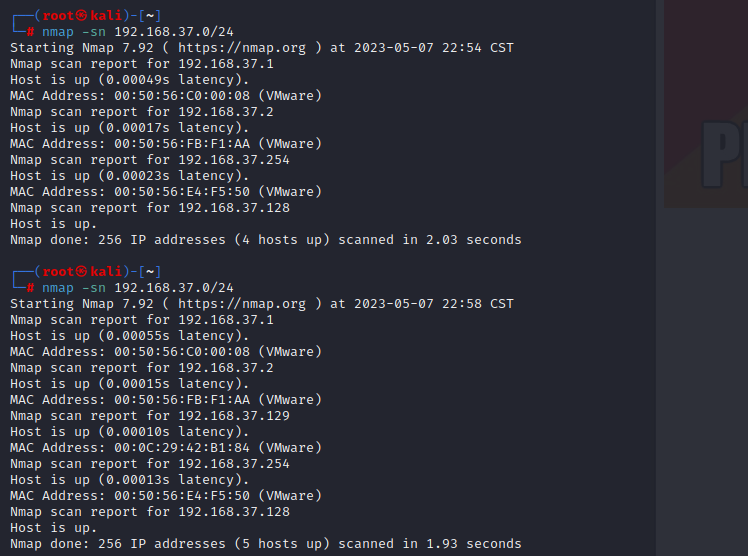 ┌──(root㉿kali)-[~]
└─# nmap -sn 192.168.37.0/24
Starting Nmap 7.92 ( https://nmap.org ) at 2023-05-07 22:54 CST
Nmap scan report for 192.168.37.1
Host is up (0.00049s latency).
MAC Address: 00:50:56:C0:00:08 (VMware)
Nmap scan report for 192.168.37.2
Host is up (0.00017s latency).
MAC Address: 00:50:56:FB:F1:AA (VMware)
Nmap scan report for 192.168.37.254
Host is up (0.00023s latency).
MAC Address: 00:50:56:E4:F5:50 (VMware)
Nmap scan report for 192.168.37.128
Host is up.
Nmap done: 256 IP addresses (4 hosts up) scanned in 2.03 seconds
┌──(root㉿kali)-[~]
└─# nmap -sn 192.168.37.0/24
Starting Nmap 7.92 ( https://nmap.org ) at 2023-05-07 22:58 CST
Nmap scan report for 192.168.37.1
Host is up (0.00055s latency).
MAC Address: 00:50:56:C0:00:08 (VMware)
Nmap scan report for 192.168.37.2
Host is up (0.00015s latency).
MAC Address: 00:50:56:FB:F1:AA (VMware)
Nmap scan report for 192.168.37.129
Host is up (0.00010s latency).
MAC Address: 00:0C:29:42:B1:84 (VMware)
Nmap scan report for 192.168.37.254
Host is up (0.00013s latency).
MAC Address: 00:50:56:E4:F5:50 (VMware)
Nmap scan report for 192.168.37.128
Host is up.
Nmap done: 256 IP addresses (5 hosts up) scanned in 1.93 seconds